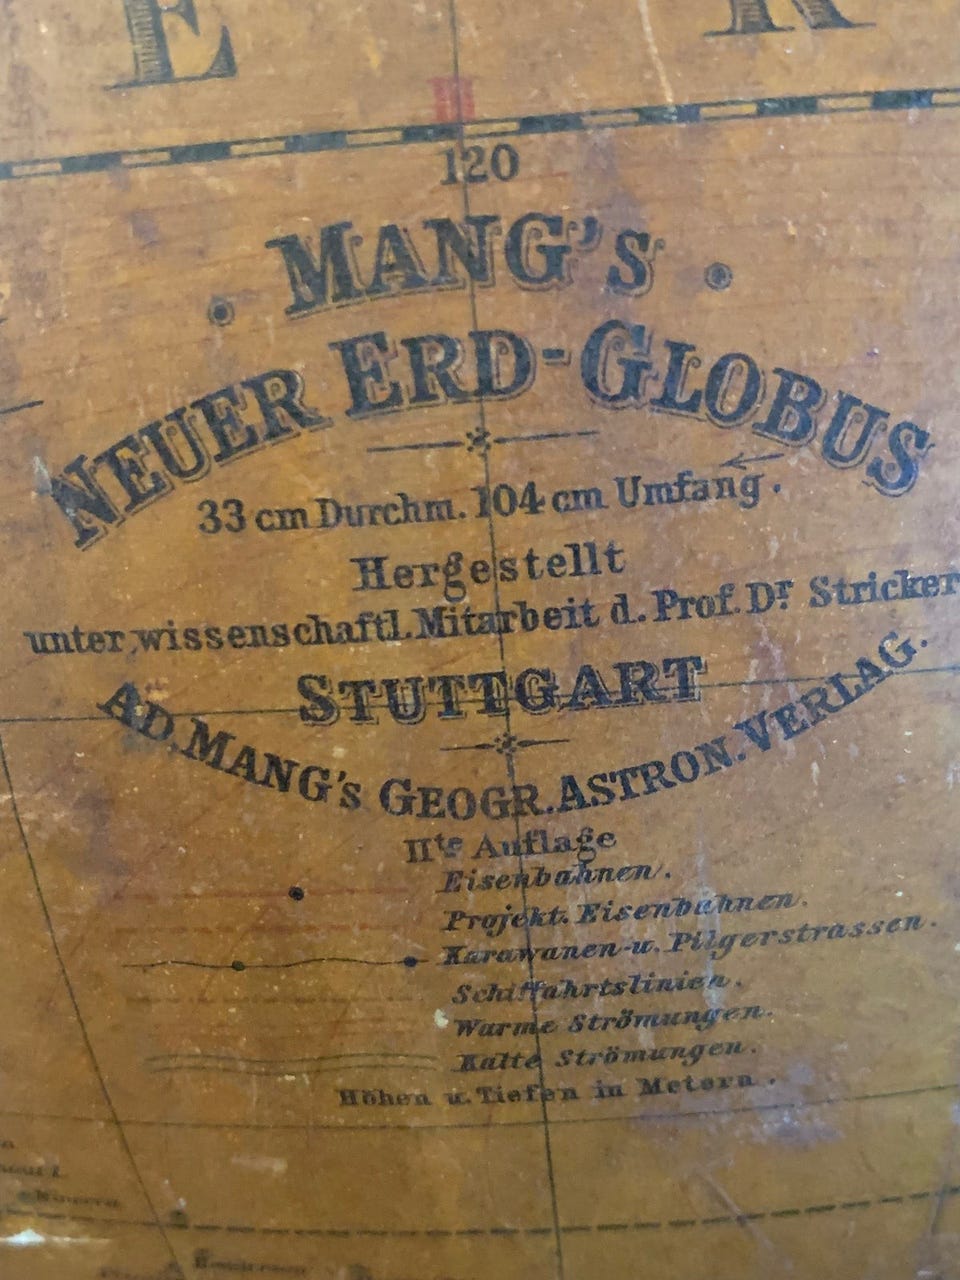 E R
II
120
MANG'S
NEUER ERD-GLOBUS
33 cm Durchm. 104 cm Umfang.
Hergestellt
unter wissenschaftl. Mitarbeit d. Prof. Dr Stricker
STUTTGART
AD. MANG'S GEOGR. ASTRON. VERLAG.
IIte Auflage
Eisenbahnen.
Projekt. Eisenbahnen.
Karawanen- u. Pilgerstrassen.
Schiffahrtslinien.
Warme Strömungen.
Kalte Strömungen.
Höhen u. Tiefen in Metern.